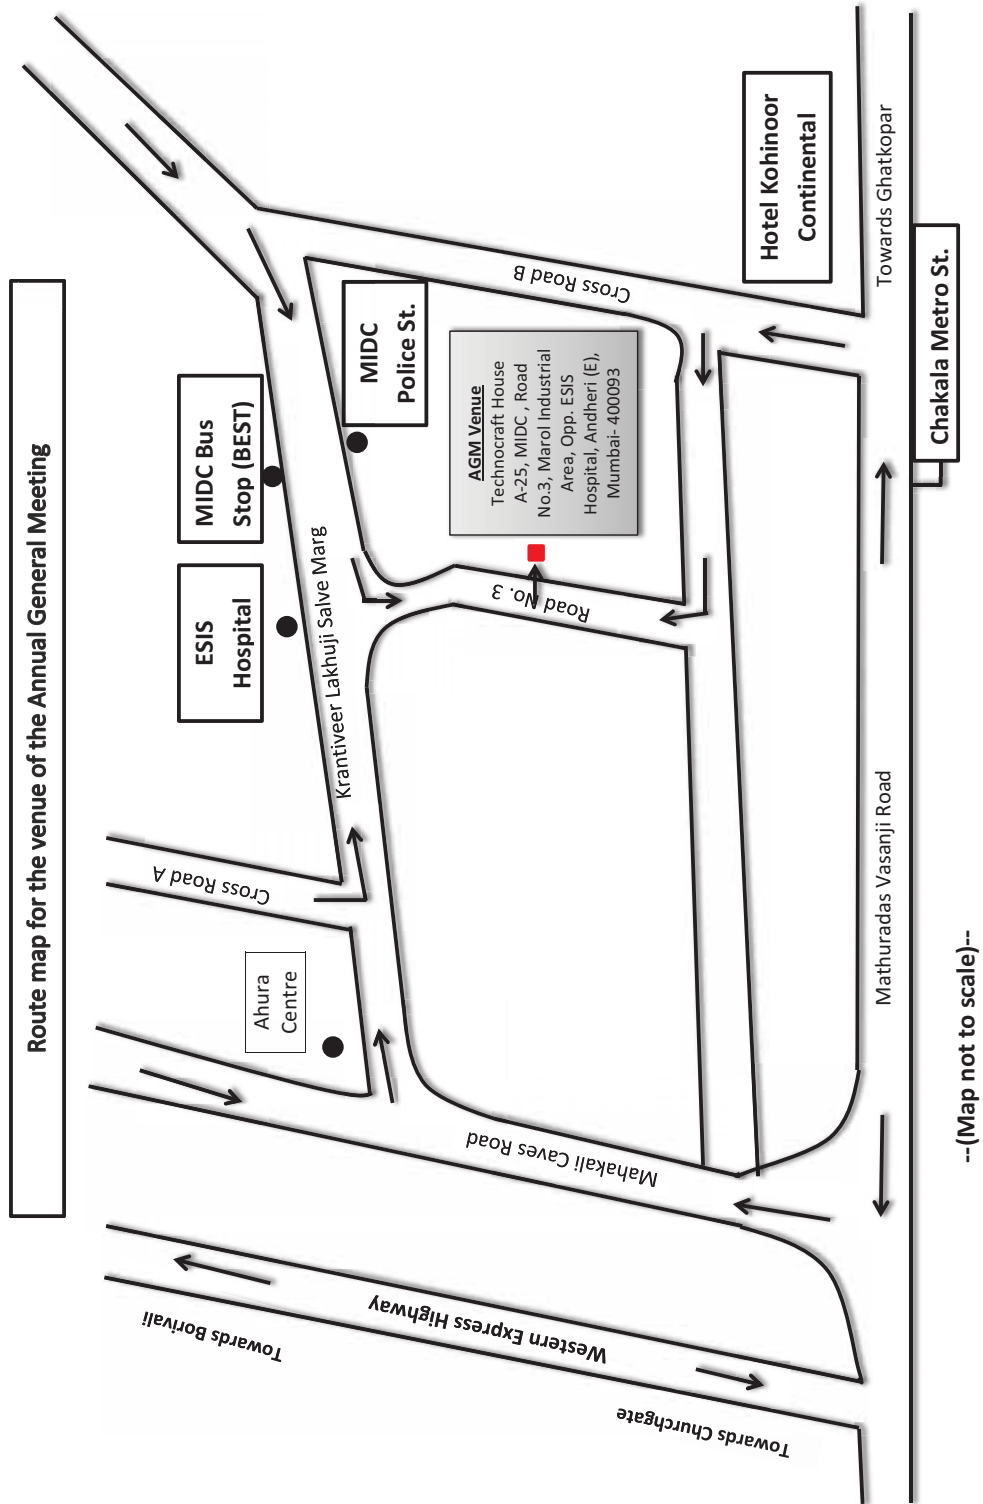 Route map for the venue of the Annual General Meeting
Ahura
Centre
Cross Road A
ESIS
Hospital
MIDC Bus
Stop (BEST)
Krantiveer Lakhuji Salve Marg
MIDC
Police St.
Towards Borivali
Western Express Highway
Towards Churchgate
Mahakali Caves Road
Road No. 3
AGM Venue
Technocraft House
A-25, MIDC , Road
No.3, Marol Industrial
Area, Opp. ESIS
Hospital, Andheri (E),
Mumbai- 400093
Cross Road B
Hotel Kohinoor
Continental
Mathuradas Vasanji Road
Towards Ghatkopar
Chakala Metro St.
--(Map not to scale)--